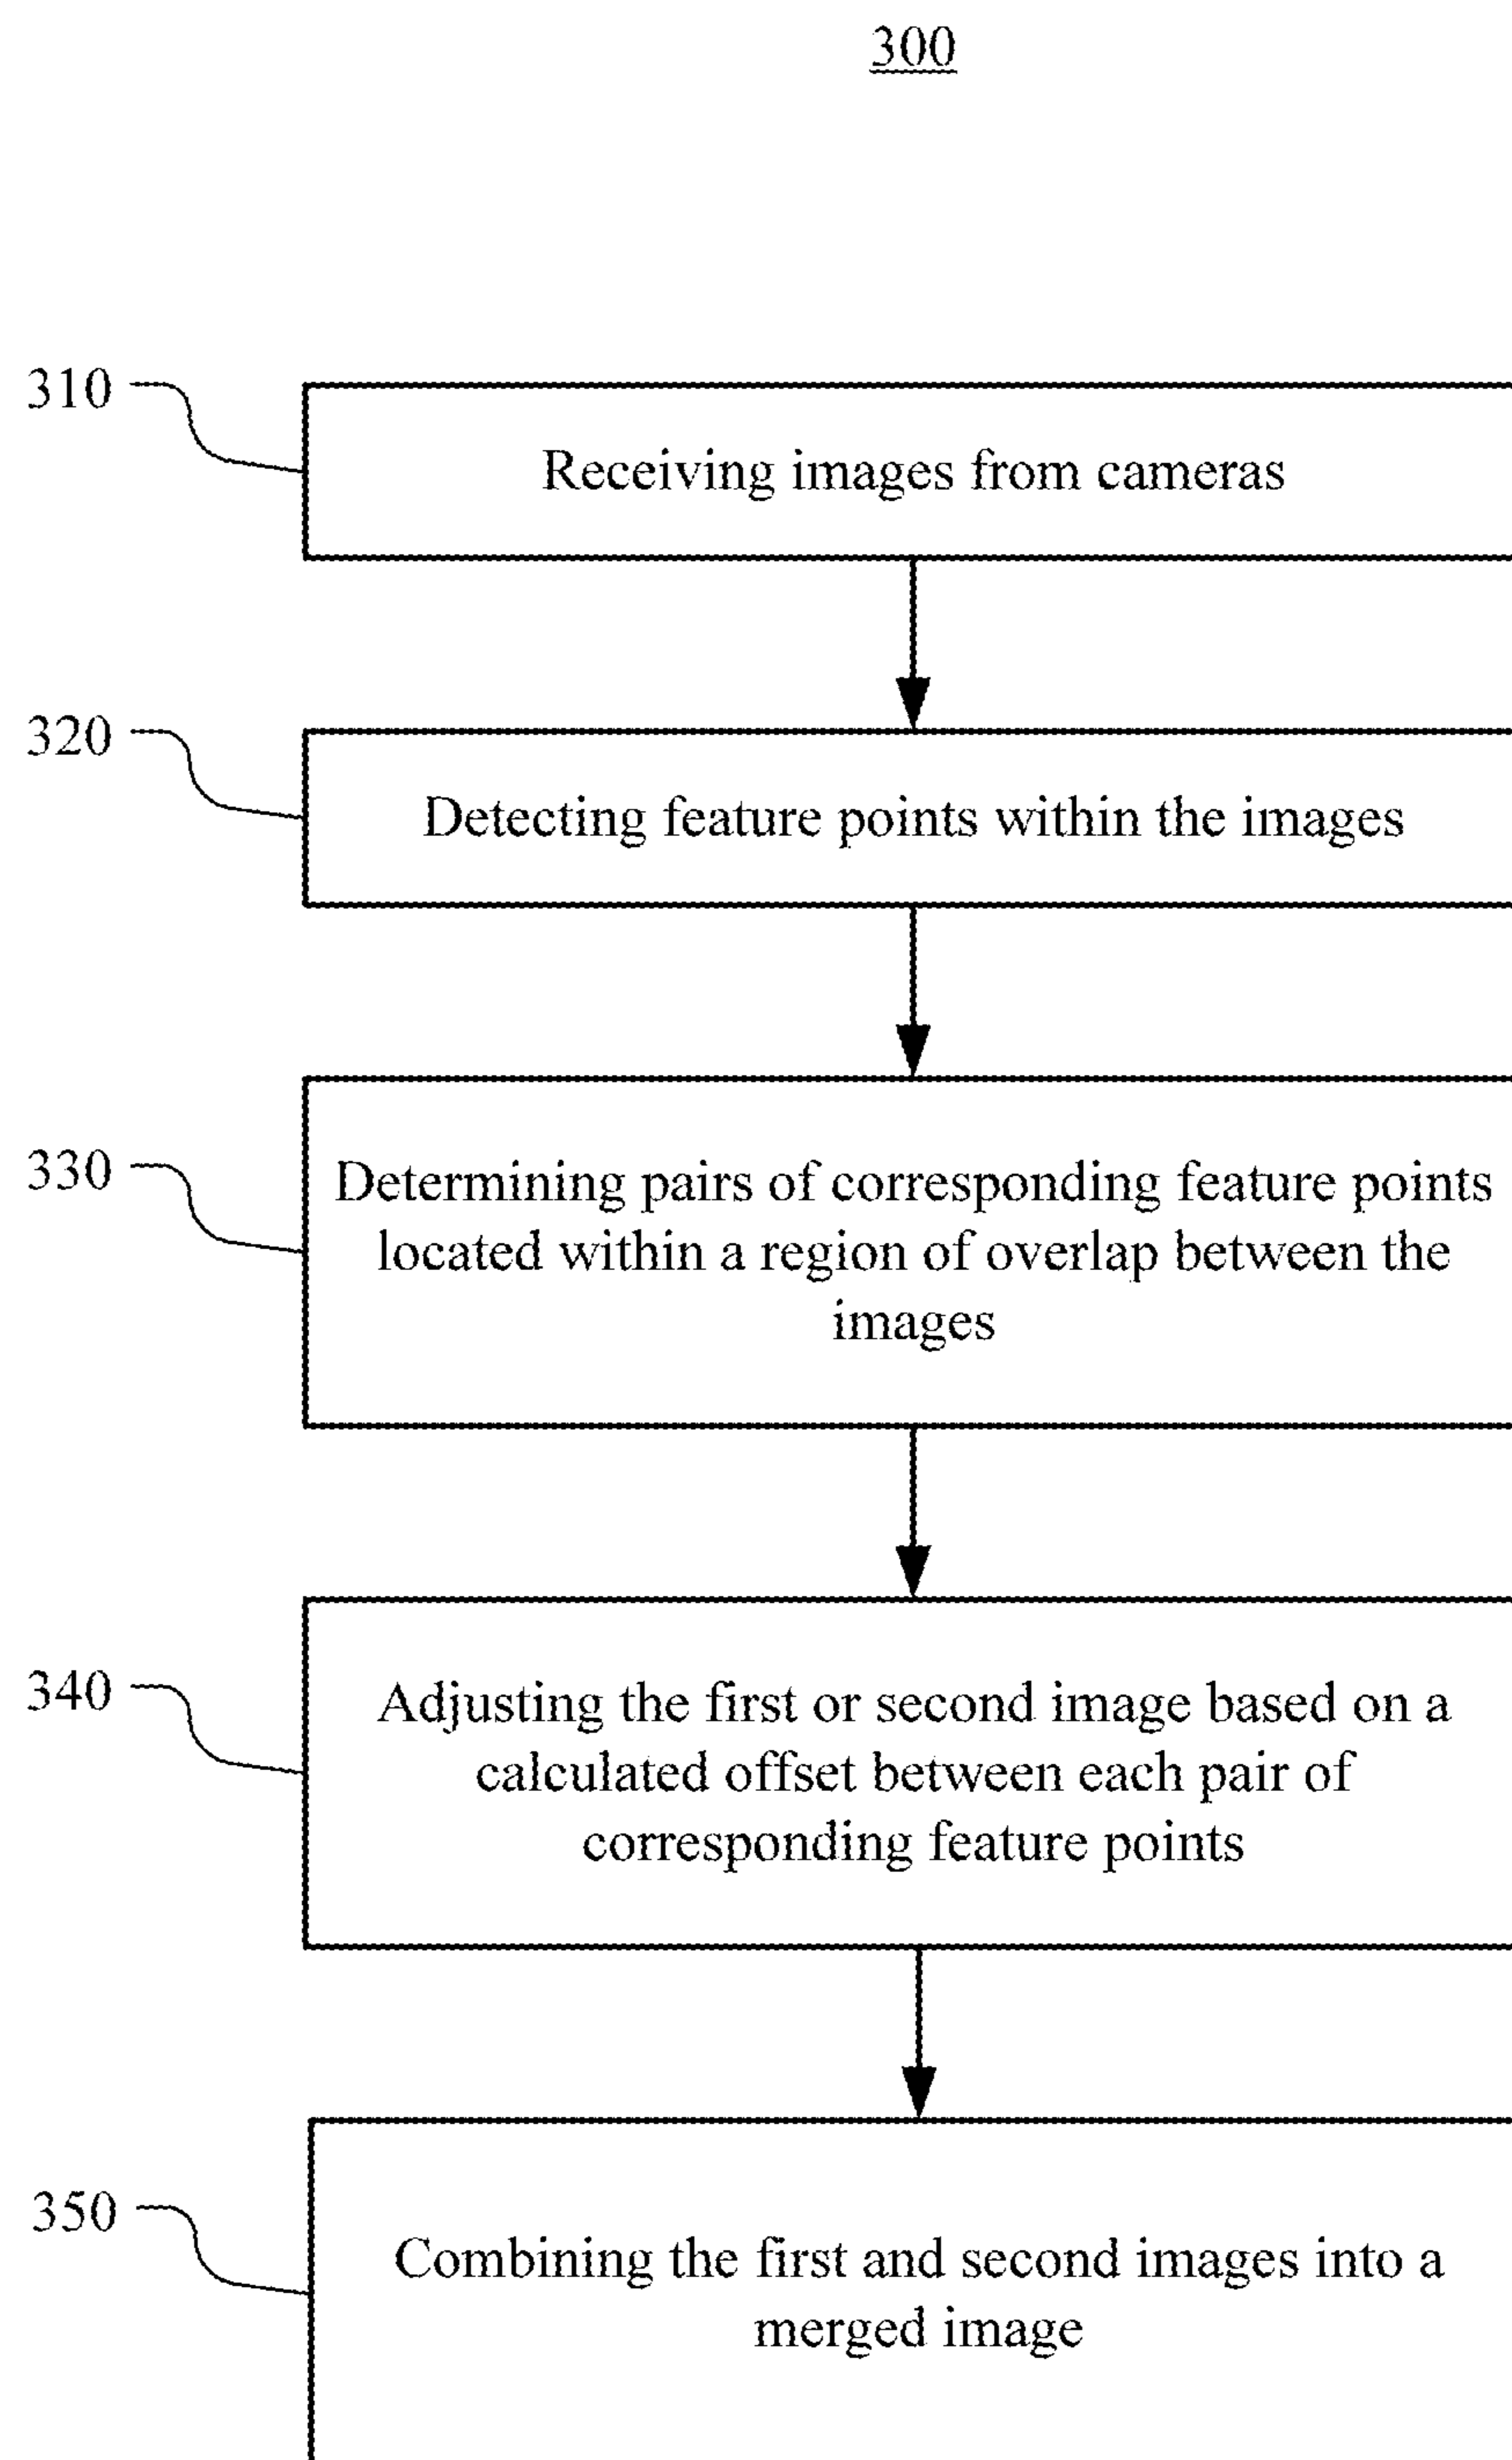 300
310
Receiving images from cameras
320
Detecting feature points within the images
330
Determining pairs of corresponding feature points
located within a region of overlap between the
images
340
Adjusting the first or second image based on a
calculated offset between each pair of
corresponding feature points
350
Combining the first and second images into a
merged image